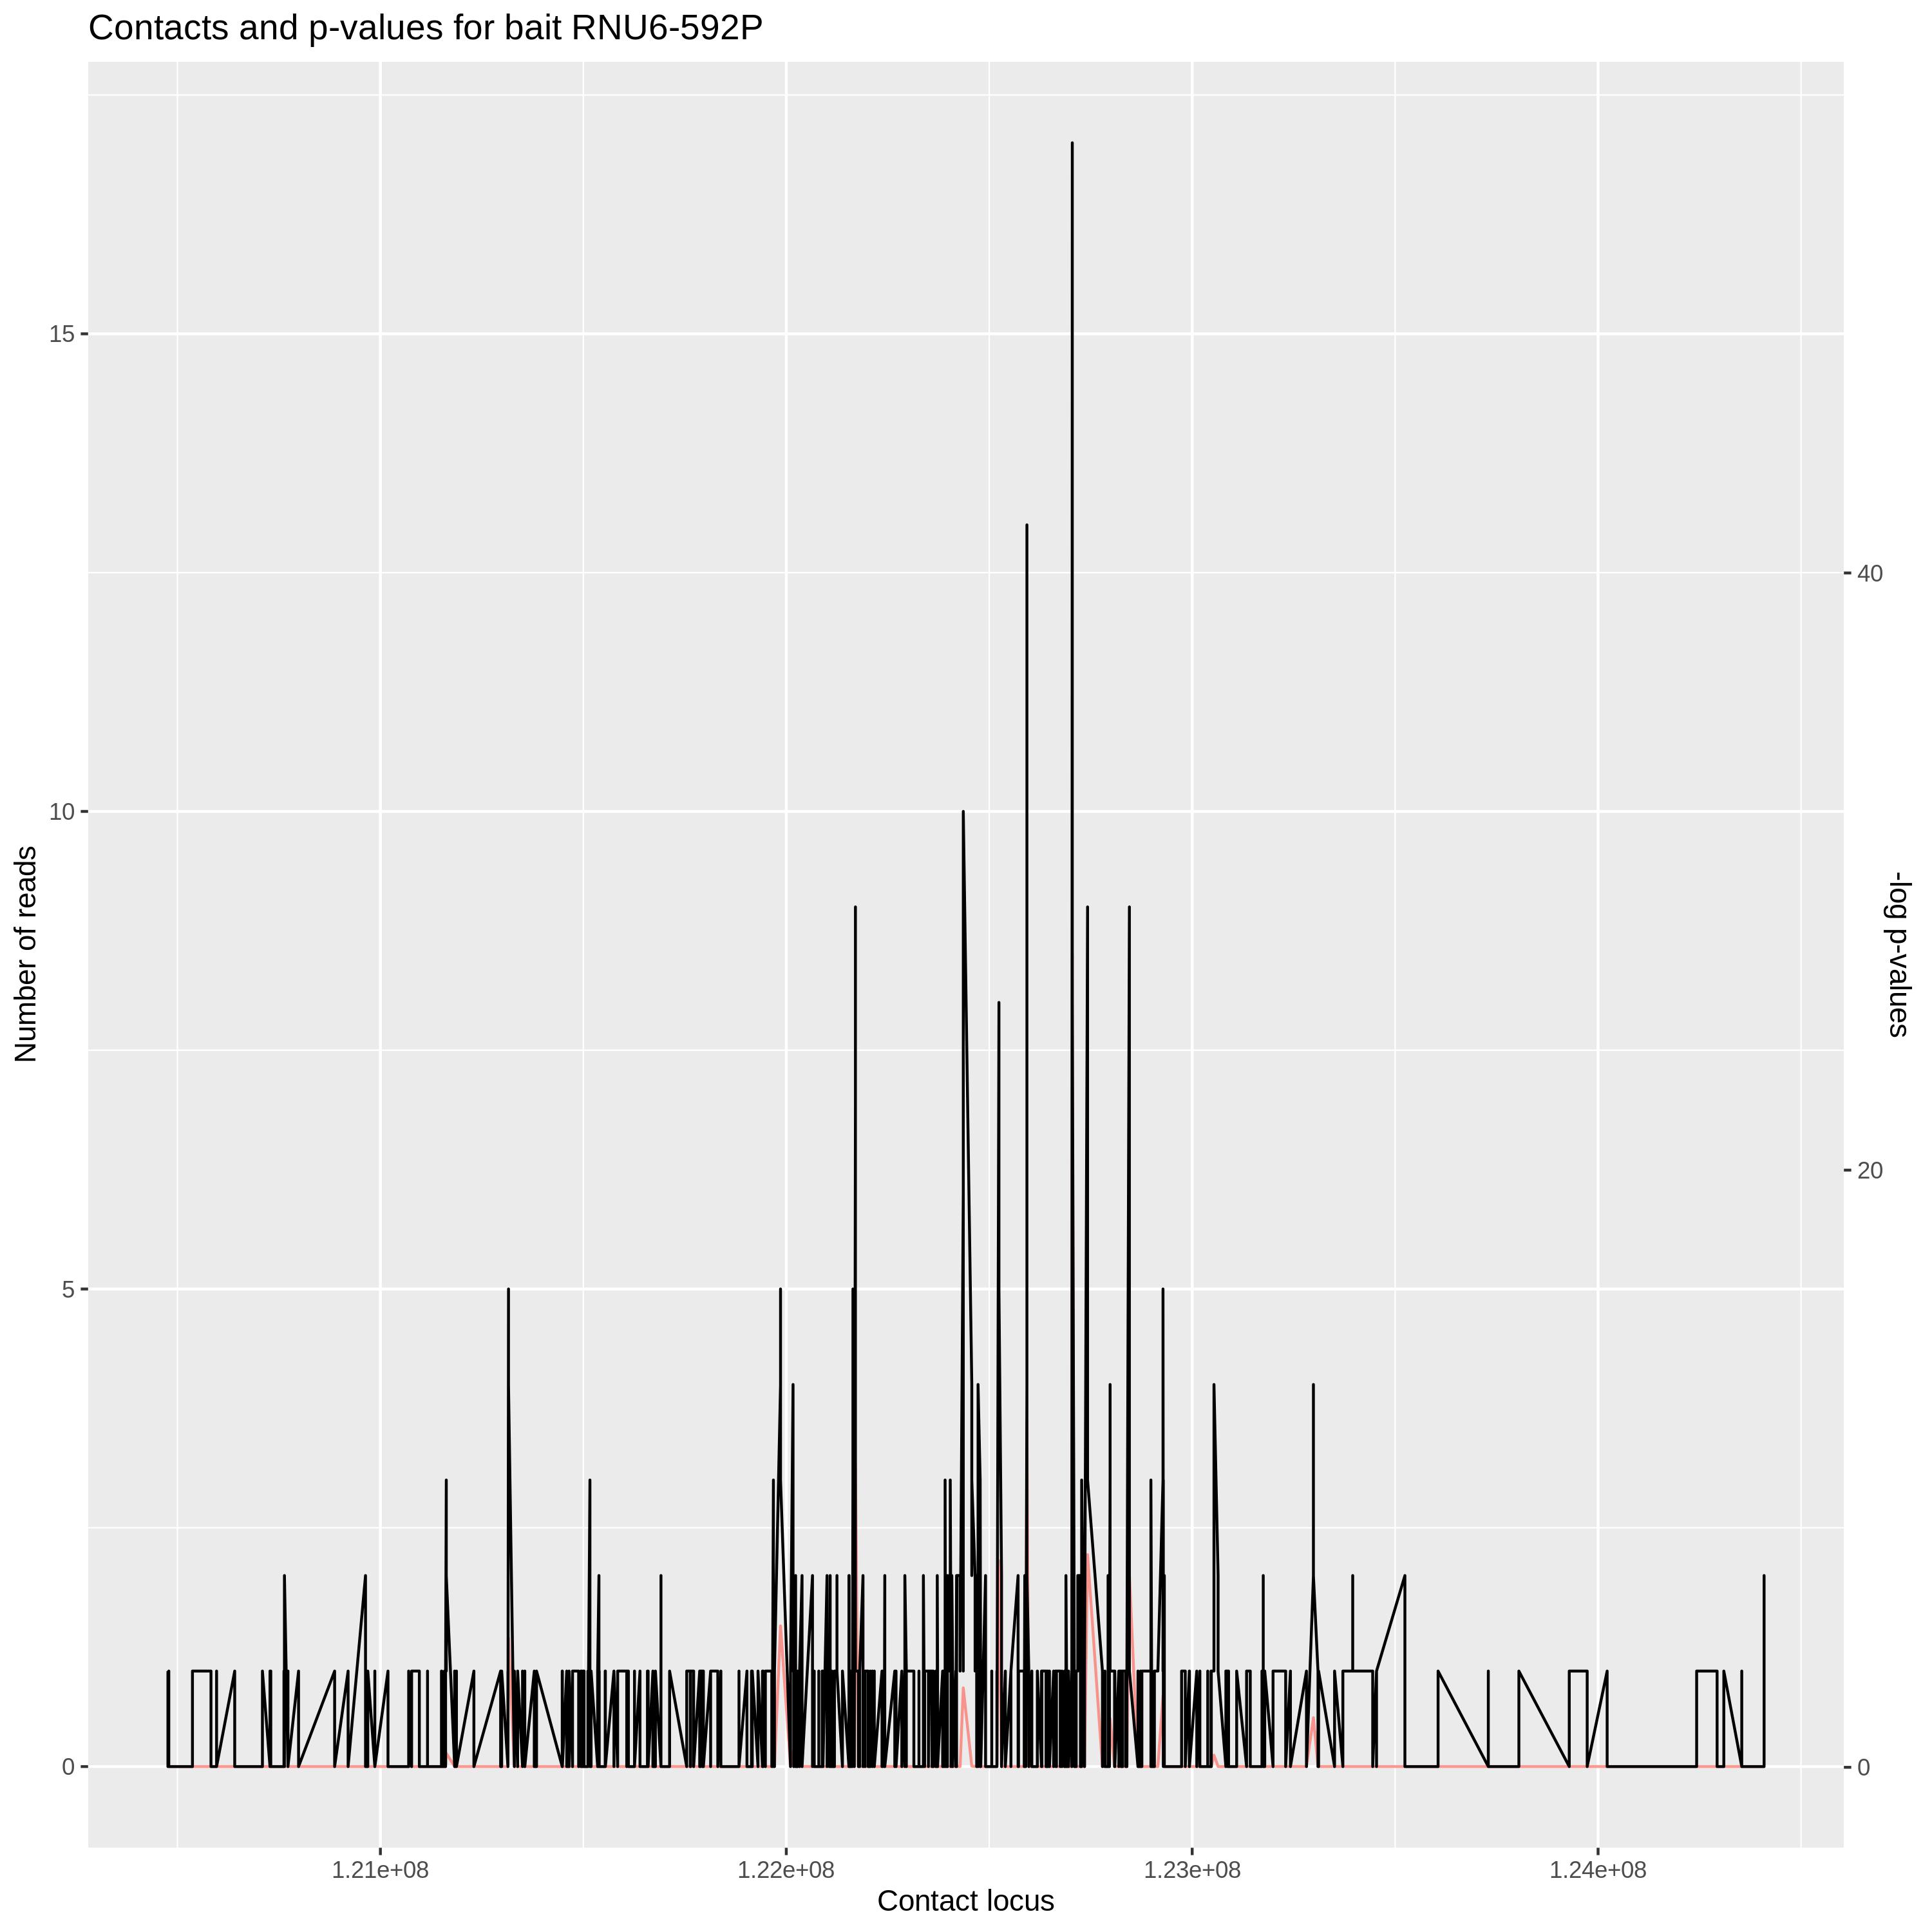 Contacts and p-values for bait RNU6-592P
15
10
5
0
Number of reads
40
20
0
-log p-values
1.21e+08
1.22e+08
1.23e+08
1.24e+08
Contact locus